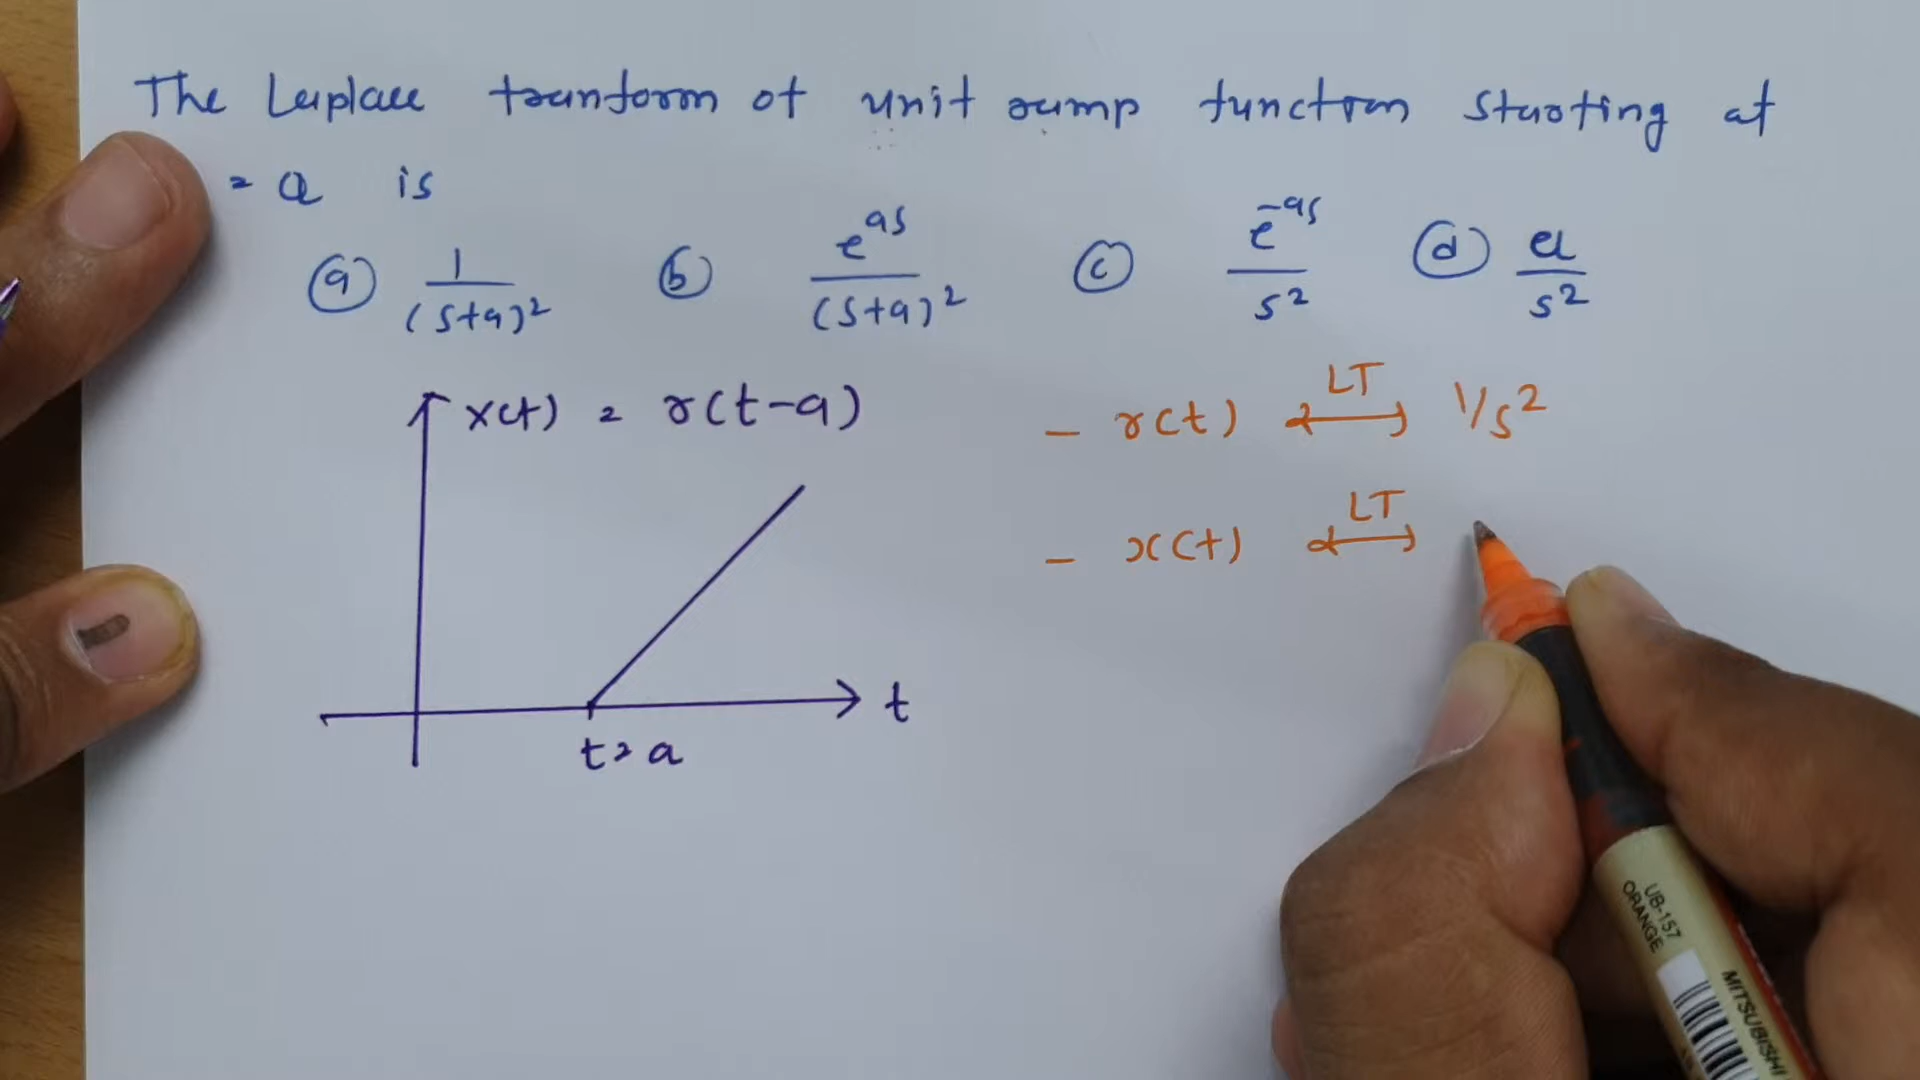 The Laplace transform of unit ramp function starting at
= a is
(a) 1/(s+a)² (b) e^as/(s+a)² (c) e^-as/s² (d) a/s²
x(t) = r(t-a)
t
t = a
- r(t) LT ↔ 1/s²
- x(t) LT ↔
UB-157
ORANGE
MITSUBISHI